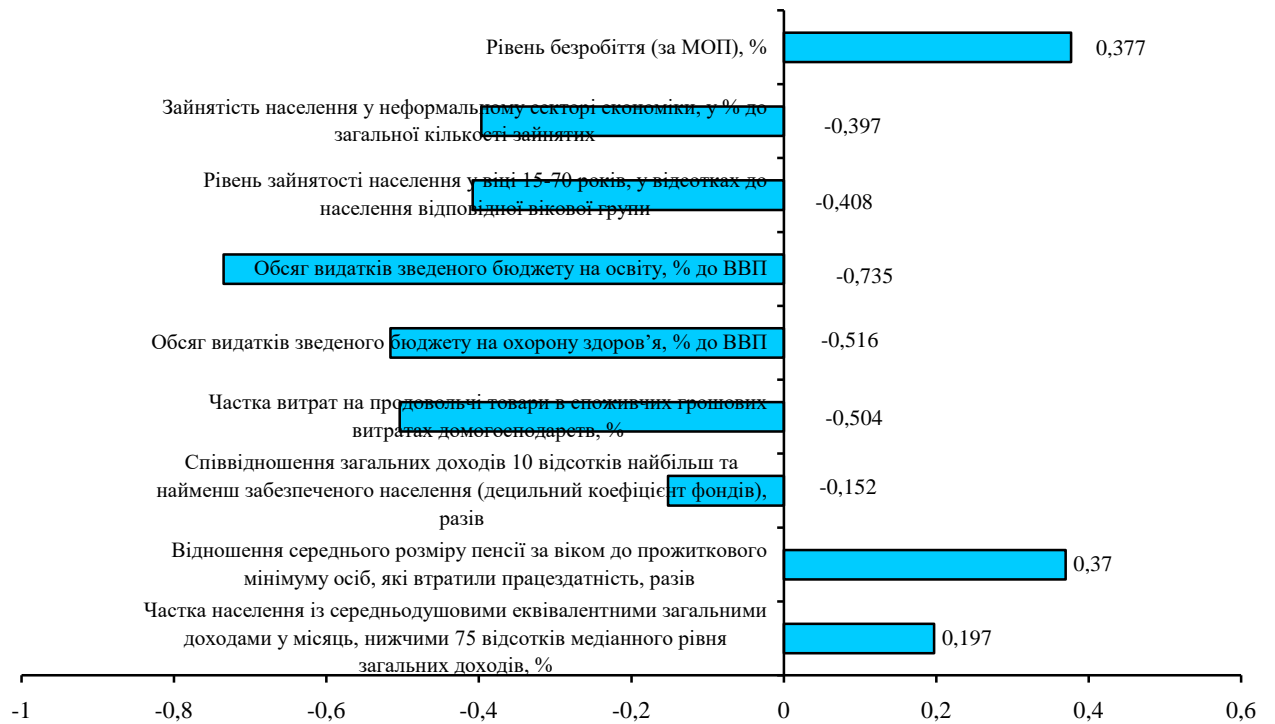 Рівень безробіття (за МОП), %
0,377
Зайнятість населення у неформальному секторі економіки, у % до
загальної кількості зайнятих
-0,397
Рівень зайнятості населення у віці 15-70 років, у відсотках до
населення відповідної вікової групи
-0,408
Обсяг видатків зведеного бюджету на освіту, % до ВВП
-0,735
Обсяг видатків зведеного бюджету на охорону здоров’я, % до ВВП
-0,516
Частка витрат на продовольчі товари в споживчих грошових
витратах домогосподарств, %
-0,504
Співвідношення загальних доходів 10 відсотків найбільш та
найменш забезпеченого населення (децильний коефіцієнт фондів),
разів
-0,152
Відношення середнього розміру пенсії за віком до прожиткового
мінімуму осіб, які втратили працездатність, разів
0,37
Частка населення із середньодушовими еквівалентними загальними
доходами у місяць, нижчими 75 відсотків медіанного рівня
загальних доходів, %
0,197
-1 -0,8 -0,6 -0,4 -0,2 0 0,2 0,4 0,6